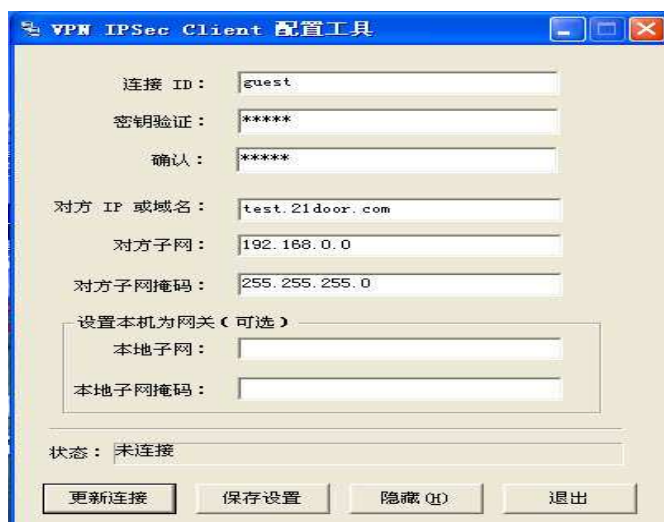 VPN IPSec Client 配置工具
连接 ID： guest
密钥验证： *****
确认： *****
对方 IP 或域名： test.21door.com
对方子网： 192.168.0.0
对方子网掩码： 255.255.255.0
设置本机为网关(可选)
本地子网：
本地子网掩码：
状态： 未连接
更新连接 保存设置 隐藏(H) 退出